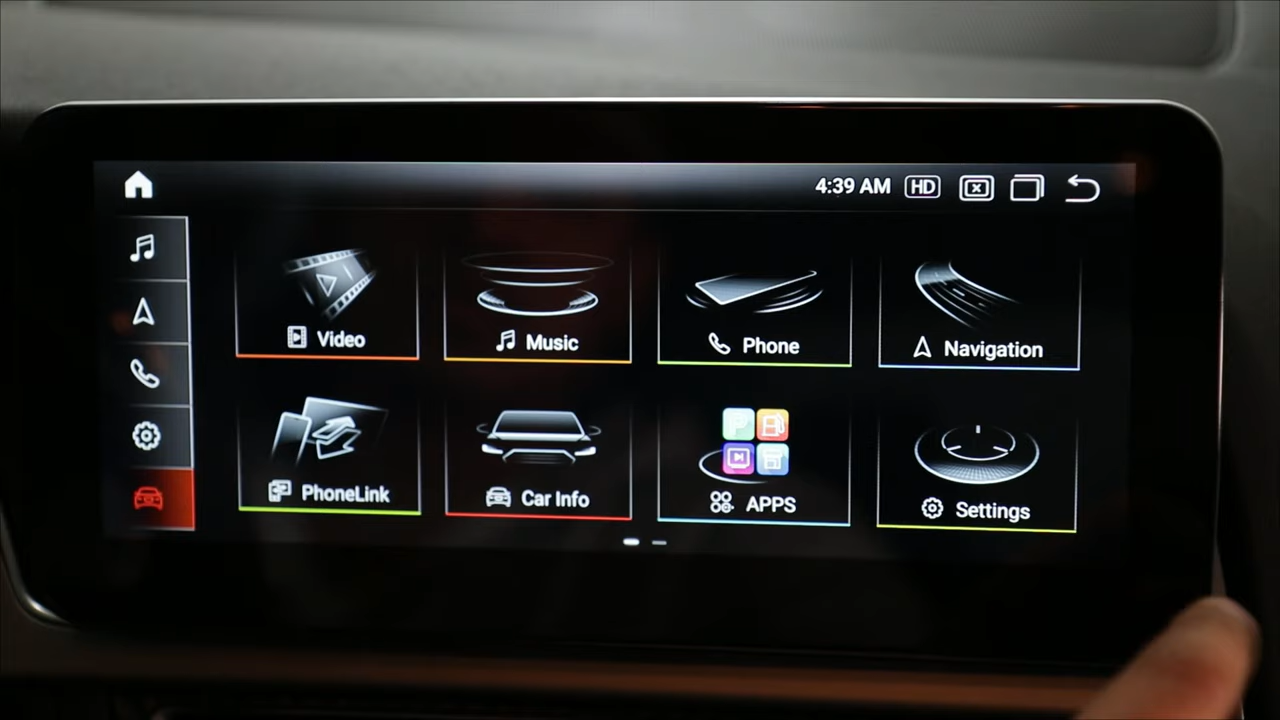 4:39 AM HD
Video
Music
Phone
Navigation
PhoneLink
Car Info
APPS
Settings